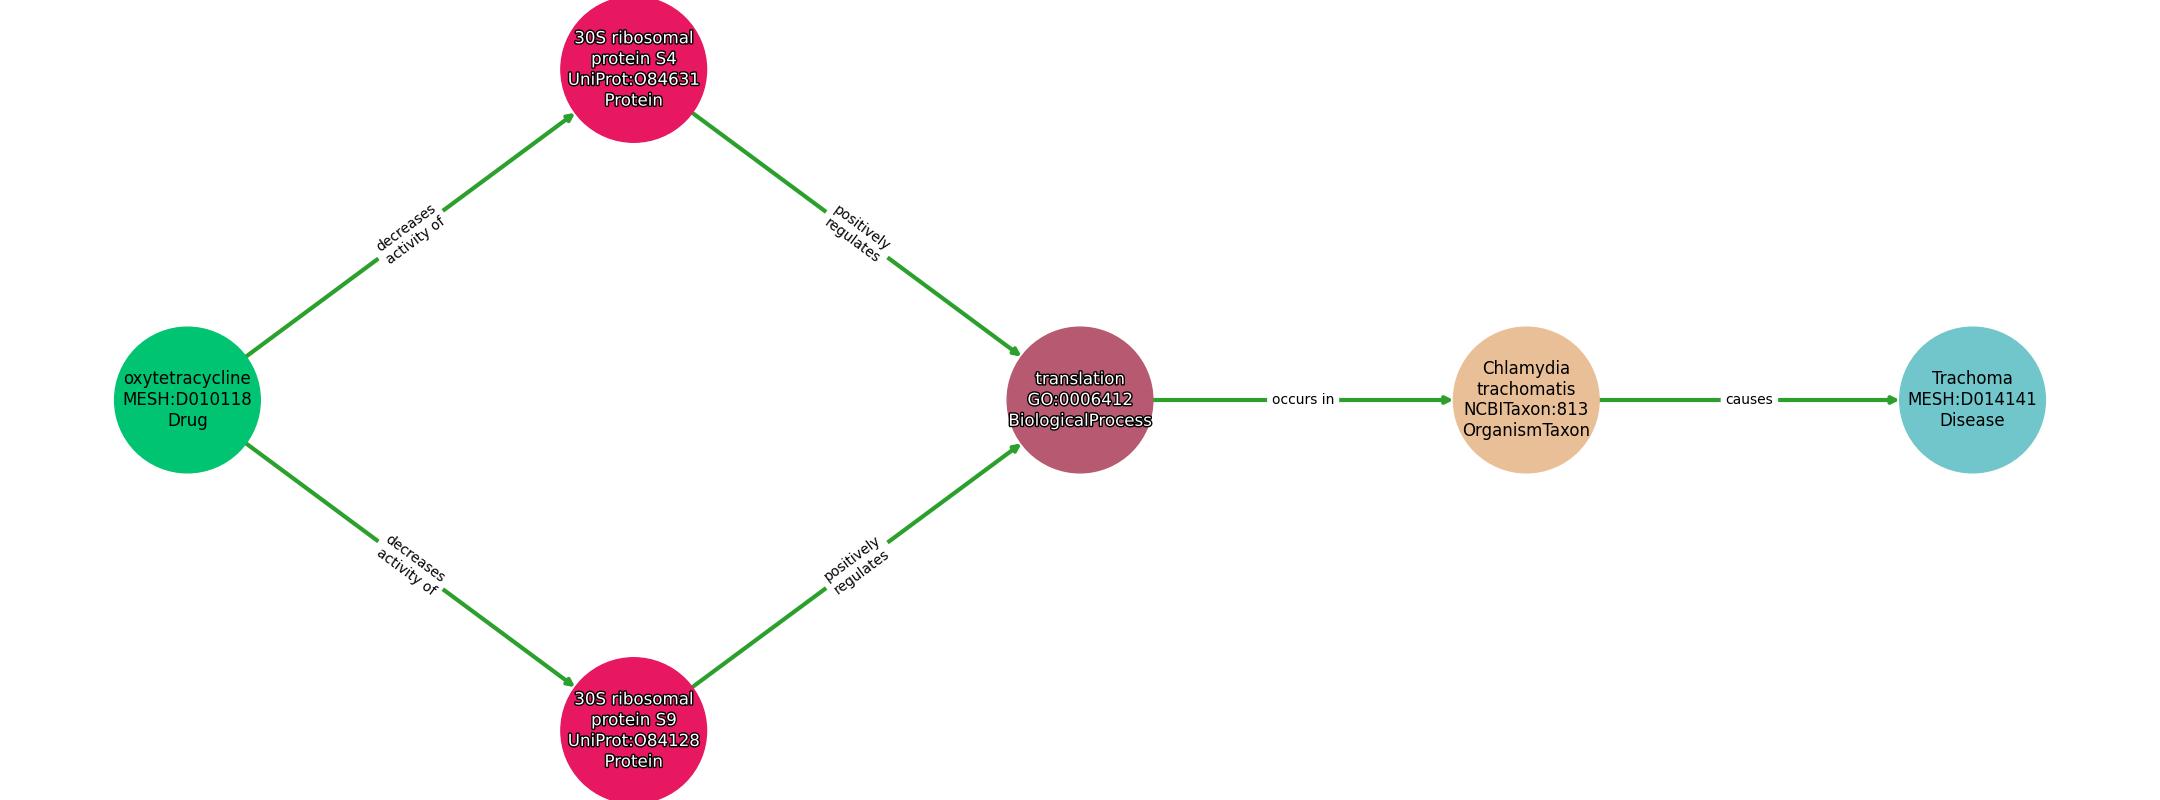 30S ribosomal
protein S4
UniProt:O84631
Protein
decreases
activity of
positively
regulates
oxytetracycline
MESH:D010118
Drug
translation
GO:0006412
BiologicalProcess
occurs in
Chlamydia
trachomatis
NCBITaxon:813
OrganismTaxon
causes
Trachoma
MESH:D014141
Disease
decreases
activity of
positively
regulates
30S ribosomal
protein S9
UniProt:O84128
Protein